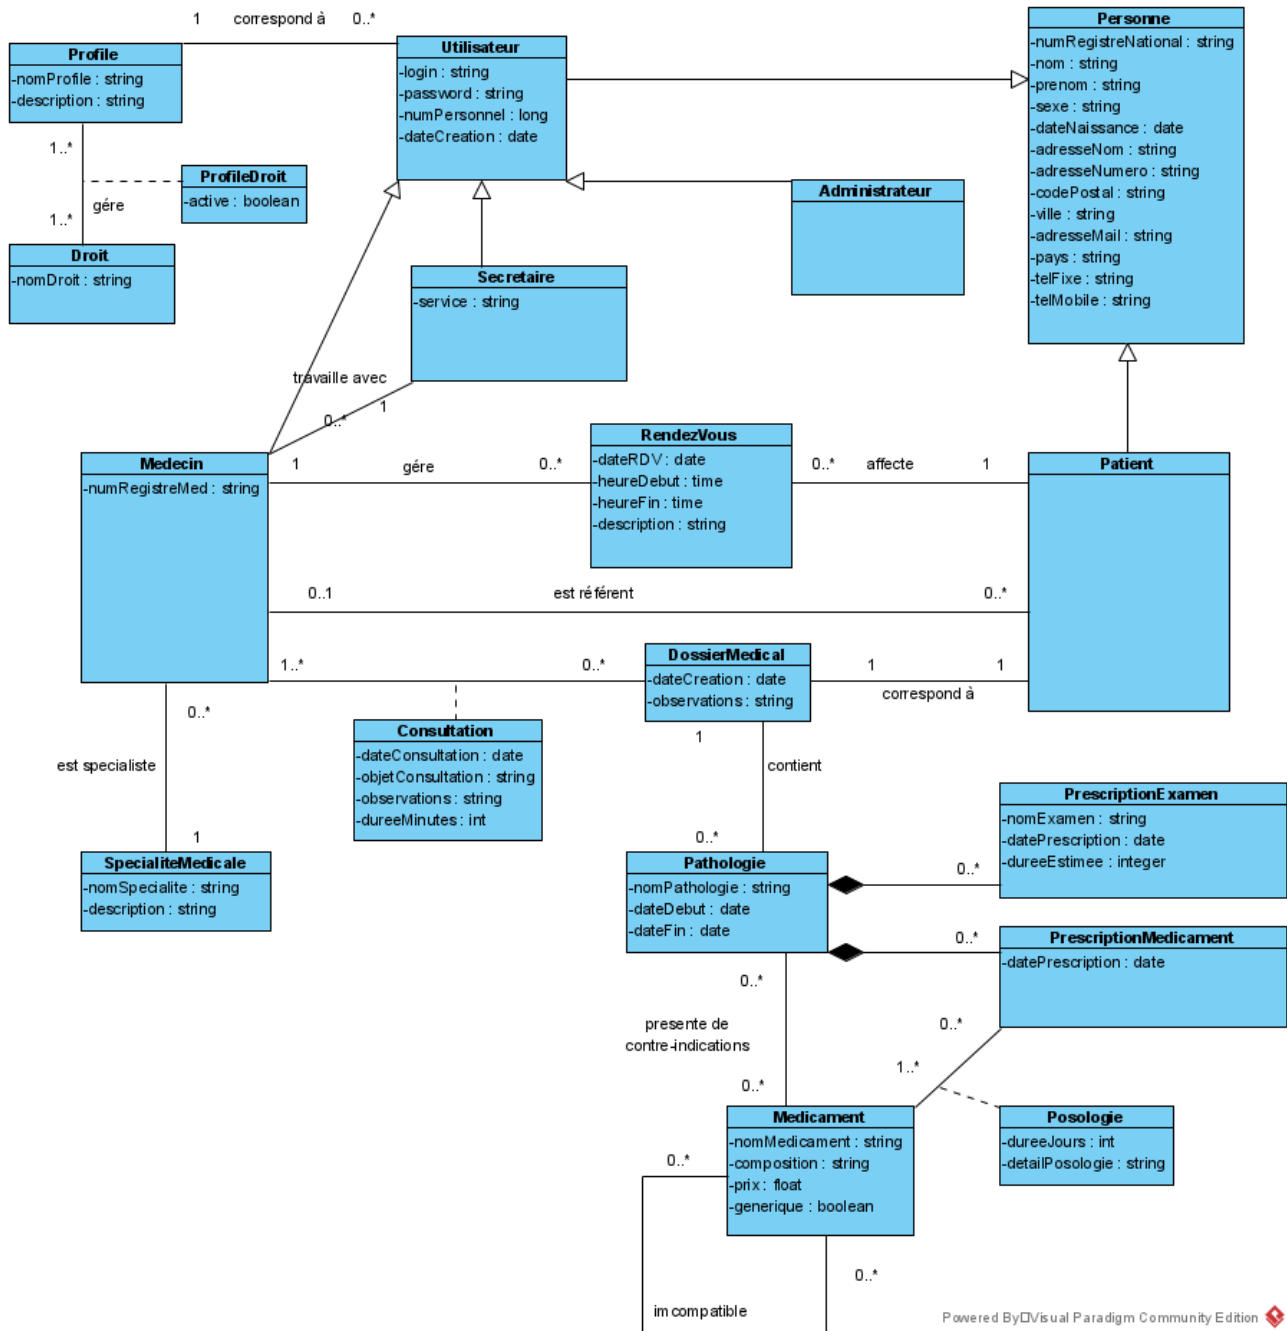 1 correspond à 0..*
Profile
-nomProfile : string
-description : string
Utilisateur
-login : string
-password : string
-numPersonnel : long
-dateCreation : date
Personne
-numRegistreNational : string
-nom : string
-prenom : string
-sexe : string
-dateNaissance : date
-adresseNom : string
-adresseNumero : string
-codePostal : string
-ville : string
-adresseMail : string
-pays : string
-telFixe : string
-telMobile : string
1..*
gére
1..*
ProfileDroit
-active : boolean
Droit
-nomDroit : string
Administrateur
Secretaire
-service : string
travaille avec
0..*
1
Medecin
-numRegistreMed : string
1 gére 0..*
RendezVous
-dateRDV : date
-heureDebut : time
-heureFin : time
-description : string
0..* affecte 1
Patient
0..1 est référent 0..*
1..* 0..*
DossierMedical
-dateCreation : date
-observations : string
1 1
correspond à
Consultation
-dateConsultation : date
-objetConsultation : string
-observations : string
-dureeMinutes : int
0..*
est specialiste
1
SpecialiteMedicale
-nomSpecialite : string
-description : string
1
contient
0..*
Pathologie
-nomPathologie : string
-dateDebut : date
-dateFin : date
0..*
PrescriptionExamen
-nomExamen : string
-datePrescription : date
-dureeEstimee : integer
0..*
PrescriptionMedicament
-datePrescription : date
0..*
presente de
contre-indications
0..*
0..*
1..*
Medicament
-nomMedicament : string
-composition : string
-prix : float
-generique : boolean
Posologie
-dureeJours : int
-detailPosologie : string
0..*
0..*
imcompatible
Powered By□Visual Paradigm Community Edition